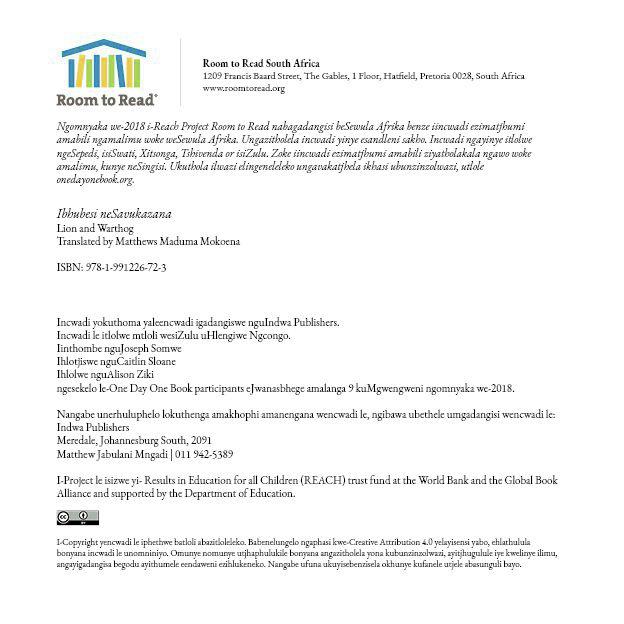 Room to Read®
Room to Read South Africa
1209 Francis Baard Street, The Gables, 1 Floor, Hatfield, Pretoria 0028, South Africa
www.roomtoread.org
Ngomnyaka we-2018 i-Reach Project Room to Read nabagadangisi beSewula Afrika benze iincwadi ezimatjhumi
amabili ngamalimu woke weSewula Afrika. Ungazitholela incwadi yinye esandleni sakho. Incwadi ngayinye itlolwe
ngeSepedi, isiSwati, Xitsonga, Tshivenda or isiZulu. Zoke iincwadi ezimatjhumi amabili ziyatholakala ngawo woke
amalimu, kunye neSingisi. Ukuthola ilwazi elingeneleleko ungavakatjhela ikhasi ubunzinzolwazi, utlole
onedayonebook.org.
Ibhubesi neSavukazana
Lion and Warthog
Translated by Matthews Maduma Mokoena
ISBN: 978-1-991226-72-3
Incwadi yokuthoma yaleencwadi igadangiswe nguIndwa Publishers.
Incwadi le itlolwe mtloli wesiZulu uHlengiwe Ngcongo.
Iinthombe nguJoseph Somwe
Ihlotjiswe nguCaitlin Sloane
Ihlolwe nguAlison Ziki
ngesekelo le-One Day One Book participants eJwanasbhege amalanga 9 kuMgwengweni ngomnyaka we-2018.
Nangabe unerhuluphelo lokuthenga amakhophi amanengana wencwadi le, ngibawa ubethele umgadangisi wencwadi le:
Indwa Publishers
Meredale, Johannesburg South, 2091
Matthew Jabulani Mngadi | 011 942-5389
I-Project le isizwe yi- Results in Education for all Children (REACH) trust fund at the World Bank and the Global Book
Alliance and supported by the Department of Education.
cc BY
I-Copyright yencwadi le iphethwe batloli abazitloleleko. Babenelungelo ngaphasi kwe-Creative Attribution 4.0 yelayisensi yabo, ehlathulula
bonyana incwadi le unomniniyo. Omunye nomunye utjhaphulukile bonyana angazitholela yona kubunzinzolwazi, ayitjhugulule iye kwelinye ilimu,
angayigadangisa begodu ayithumele eendaweni ezihlukeneko. Nangabe ufuna ukuyisebenzisela okhunye kufanele utjele abasunguli bayo.